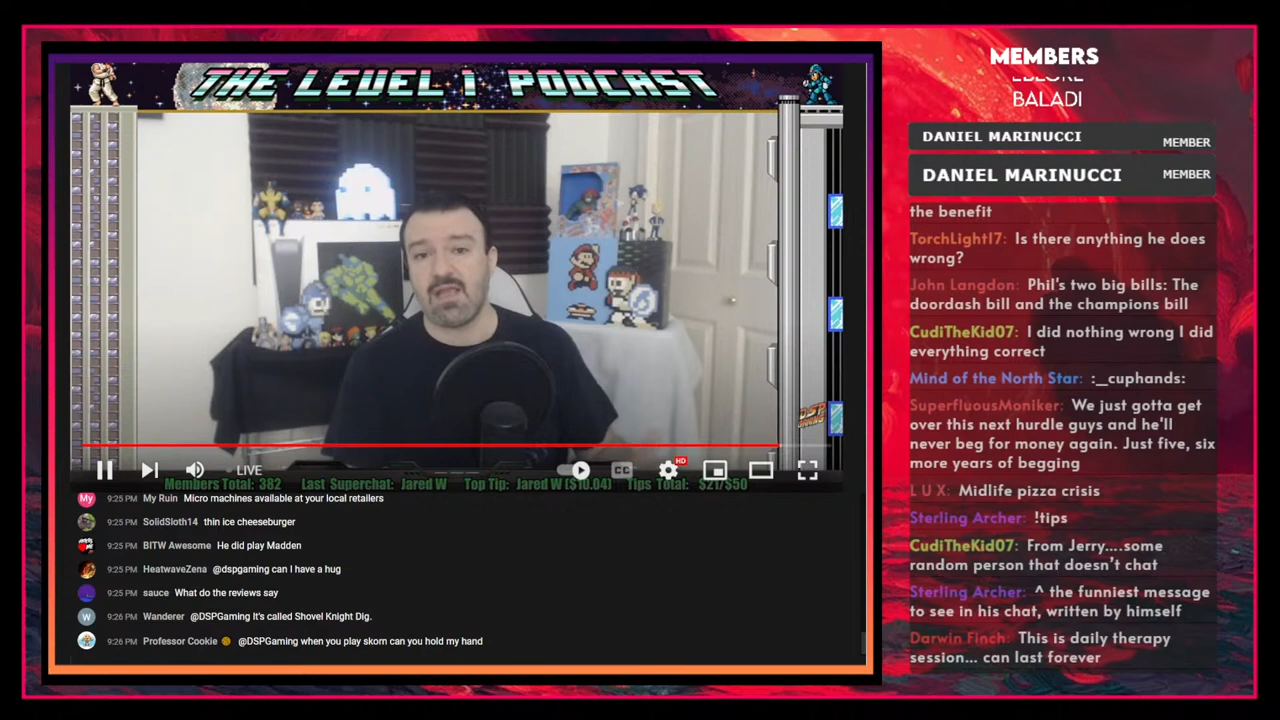 THE LEVEL 1 PODCAST
LIVE
HD
CC
Members Total: 382 Last Superchat: Jared W Top Tip: Jared W ($10.04) Tips Total: $21/$50
My
9:25 PM My Ruin Micro machines available at your local retailers
9:25 PM SolidSloth14 thin ice cheeseburger
9:25 PM BITW Awesome He did play Madden
9:25 PM HeatwaveZena @dspgaming can I have a hug
9:25 PM sauce What do the reviews say
W
9:26 PM Wanderer @DSPGaming It's called Shovel Knight Dig.
9:26 PM Professor Cookie @DSPGaming when you play skorn can you hold my hand
MEMBERS
BALADI
DANIEL MARINUCCI MEMBER
DANIEL MARINUCCI MEMBER
the benefit
TorchLight17: Is there anything he does
wrong?
John Langdon: Phil's two big bills: The
doordash bill and the champions bill
CudiTheKid07: I did nothing wrong I did
everything correct
Mind of the North Star: :_cuphands:
SuperfluousMoniker: We just gotta get
over this next hurdle guys and he'll
never beg for money again. Just five, six
more years of begging
L U X: Midlife pizza crisis
Sterling Archer: !tips
CudiTheKid07: From Jerry....some
random person that doesn't chat
Sterling Archer: ^ the funniest message
to see in his chat, written by himself
Darwin Finch: This is daily therapy
session... can last forever